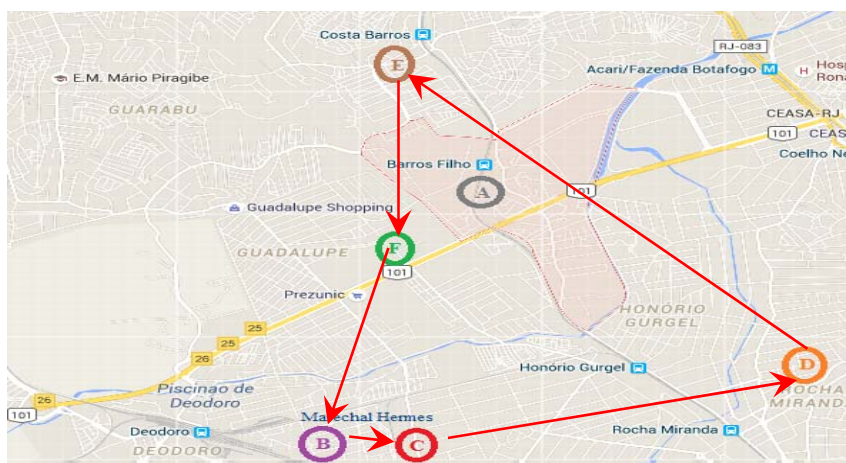 Costa Barros
E
RJ-083
E.M. Mário Piragibe
Acari/Fazenda Botafogo M
H Hosp
Rona
GUARABU
CEASA-RJ
101
CEAS
Coelho Ne
Barros Filho
A
101
Guadalupe Shopping
GUADALUPE
F
101
Prezunic
HONÓRIO
GURGEL
25
25
26
Honório Gurgel
D
Piscinao de
Deodoro
ROCHA
MIRAND
26
101
Marechal Hermes
Deodoro
B
C
Rocha Miranda
DEODORO